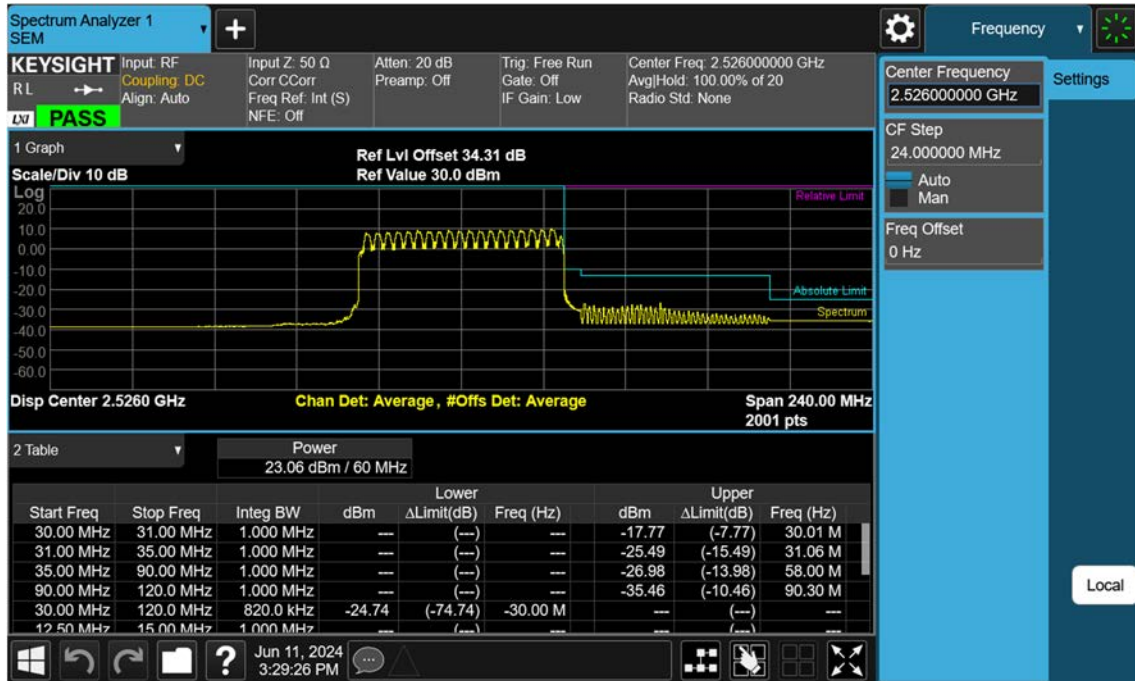 Spectrum Analyzer 1
SEM
Frequency
KEYSIGHT
RL
LXI PASS
Input: RF
Coupling: DC
Align: Auto
Input Z: 50 Ω
Corr CCorr
Freq Ref: Int (S)
NFE: Off
Atten: 20 dB
Preamp: Off
Trig: Free Run
Gate: Off
IF Gain: Low
Center Freq: 2.526000000 GHz
Avg|Hold: 100.00% of 20
Radio Std: None
Center Frequency
2.526000000 GHz
Settings
CF Step
24.000000 MHz
Auto
Man
Freq Offset
0 Hz
1 Graph
Ref Lvl Offset 34.31 dB
Scale/Div 10 dB
Ref Value 30.0 dBm
Log
20.0
10.0
0.00
-10.0
-20.0
-30.0
-40.0
-50.0
-60.0
Relative Limit
Absolute Limit
Spectrum
Disp Center 2.5260 GHz
Chan Det: Average, #Offs Det: Average
Span 240.00 MHz
2001 pts
2 Table
Power
23.06 dBm / 60 MHz
Lower Upper
Start Freq Stop Freq Integ BW dBm ΔLimit(dB) Freq (Hz) dBm ΔLimit(dB) Freq (Hz)
30.00 MHz 31.00 MHz 1.000 MHz --- (---) --- -17.77 (-7.77) 30.01 M
31.00 MHz 35.00 MHz 1.000 MHz --- (---) --- -25.49 (-15.49) 31.06 M
35.00 MHz 90.00 MHz 1.000 MHz --- (---) --- -26.98 (-13.98) 58.00 M
90.00 MHz 120.0 MHz 1.000 MHz --- (---) --- -35.46 (-10.46) 90.30 M
30.00 MHz 120.0 MHz 820.0 kHz -24.74 (-74.74) -30.00 M --- (---) ---
12.50 MHz 15.00 MHz 1.000 MHz --- (---) --- --- (---) ---
Local
Jun 11, 2024
3:29:26 PM